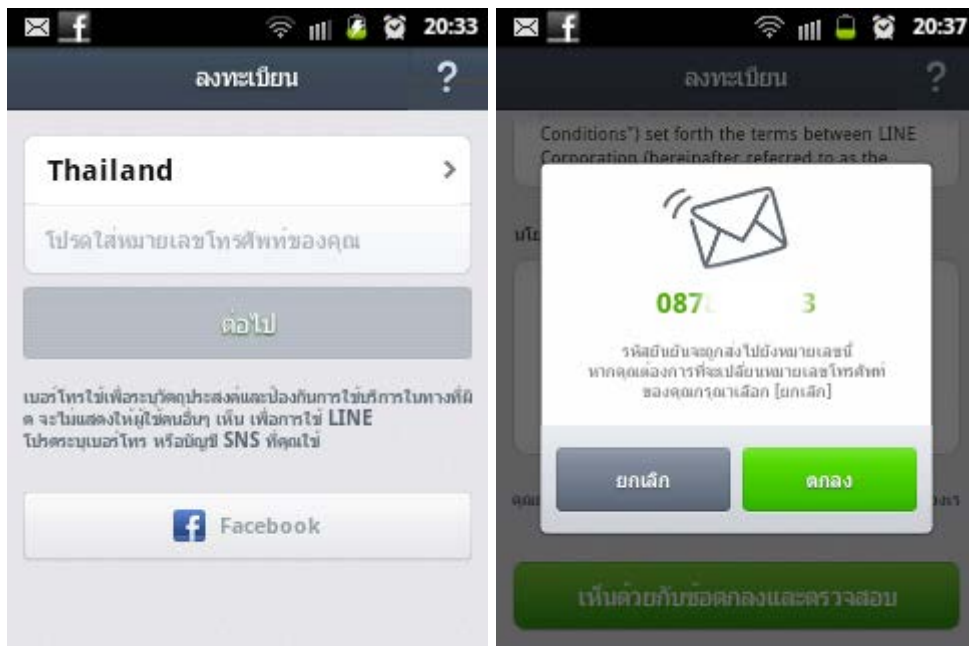 20:33
ลงทะเบียน ?
Thailand >
โปรดใส่หมายเลขโทรศัพท์ของคุณ
ต่อไป
เบอร์โทรใช้เพื่อระบุวัตถุประสงค์และป้องกันการใช้บริการในทางที่ผิ
ด จะไม่แสดงให้ผู้ใช้คนอื่นๆ เห็น เพื่อการใช้ LINE
โปรดระบุเบอร์โทร หรือบัญชี SNS ที่คุณใช้
Facebook
20:37
ลงทะเบียน ?
Conditions") set forth the terms between LINE
Corporation (hereinafter referred to as the
นโย
087 3
รหัสยืนยันจะถูกส่งไปยังหมายเลขนี้
หากคุณต้องการที่จะเปลี่ยนหมายเลขโทรศัพท์
ของคุณกรุณาเลือก [ยกเลิก]
ยกเลิก ตกลง
เห็นด้วยกับข้อตกลงและตรวจสอบ